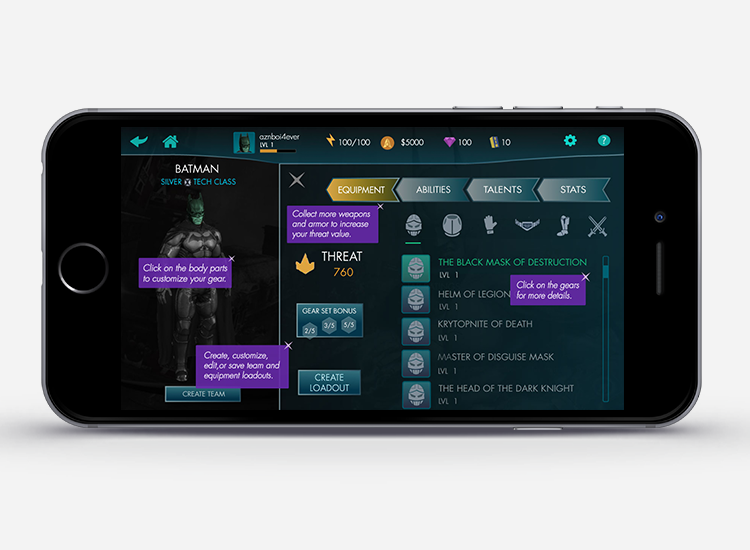 aznboi4ever
LVL 1
100/100
$5000
100
10
?
BATMAN
SILVER TECH CLASS
EQUIPMENT
ABILITIES
TALENTS
STATS
Collect more weapons
and armor to increase
your threat value.
THREAT
760
Click on the body parts
to customize your gear.
GEAR SET BONUS
2/5
3/5
5/5
Create, customize,
edit,or save team and
equipment loadouts.
CREATE TEAM
CREATE
LOADOUT
THE BLACK MASK OF DESTRUCTION
LVL 1
Click on the gears
for more details.
HELM OF LEGION
LVL 1
KRYTOPNITE OF DEATH
MASTER OF DISGUISE MASK
LVL 1
THE HEAD OF THE DARK KNIGHT
LVL 1